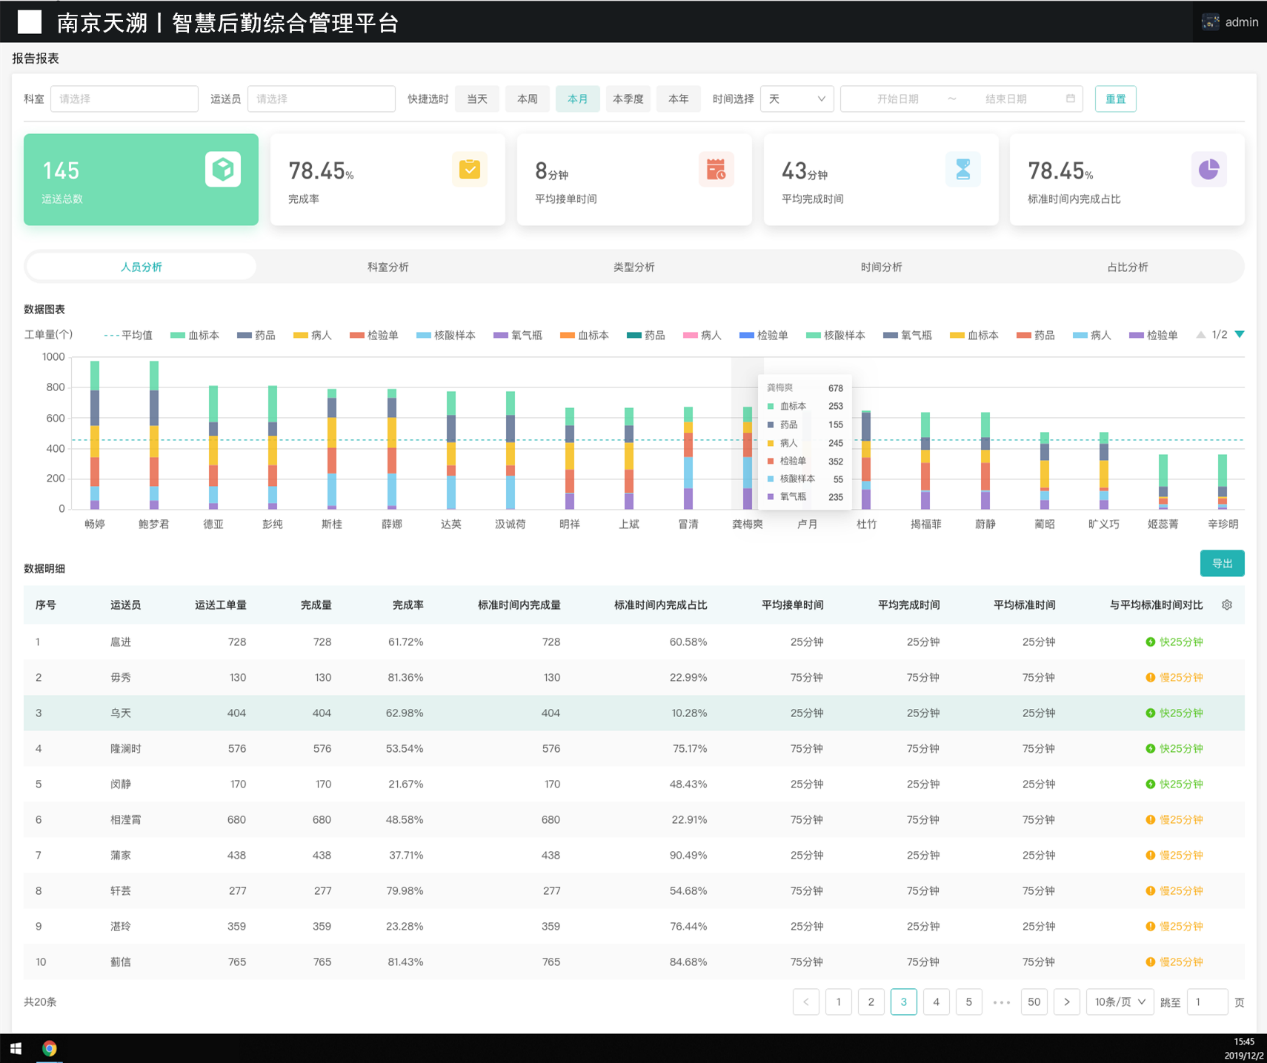 南京天溯丨智慧后勤综合管理平台 admin
报告报表
科室 请选择 运送员 请选择 快捷选时 当天 本周 本月 本季度 本年 时间选择 天 开始日期 ~ 结束日期 重置
145 78.45% 8分钟 43分钟 78.45%
运送总数 完成率 平均接单时间 平均完成时间 标准时间内完成占比
人员分析 科室分析 类型分析 时间分析 占比分析
数据图表
工单量(个) 平均值 血标本 药品 病人 检验单 核酸样本 氧气瓶 血标本 药品 病人 检验单 核酸样本 氧气瓶 血标本 药品 病人 检验单 1/2
1000
800
600
400
200
0
龚梅爽 678
血标本 253
药品 155
病人 245
检验单 352
核酸样本 55
氧气瓶 235
畅婷 鲍梦君 德亚 彭纯 斯桂 薛娜 达英 汲诚荷 明祥 上斌 冒清 龚梅爽 卢月 杜竹 揭福菲 蔚静 蔺昭 旷义巧 姬蕊菁 辛珍明
数据明细 导出
序号 运送员 运送工单量 完成量 完成率 标准时间内完成量 标准时间内完成占比 平均接单时间 平均完成时间 平均标准时间 与平均标准时间对比
1 扈进 728 728 61.72% 728 60.58% 25分钟 25分钟 25分钟 快25分钟
2 毋秀 130 130 81.36% 130 22.99% 75分钟 75分钟 75分钟 慢25分钟
3 乌天 404 404 62.98% 404 10.28% 25分钟 25分钟 25分钟 快25分钟
4 隆澜时 576 576 53.54% 576 75.17% 75分钟 75分钟 75分钟 快25分钟
5 闵静 170 170 21.67% 170 48.43% 25分钟 25分钟 25分钟 快25分钟
6 相滢霄 680 680 48.58% 680 22.91% 75分钟 75分钟 75分钟 慢25分钟
7 蒲家 438 438 37.71% 438 90.49% 25分钟 25分钟 25分钟 慢25分钟
8 轩芸 277 277 79.98% 277 54.68% 75分钟 75分钟 75分钟 慢25分钟
9 湛玲 359 359 23.28% 359 76.44% 25分钟 25分钟 25分钟 慢25分钟
10 蓟信 765 765 81.43% 765 84.68% 75分钟 75分钟 75分钟 慢25分钟
共20条 < 1 2 3 4 5 ••• 50 > 10条/页 跳至 1 页
15:45
2019/12/2